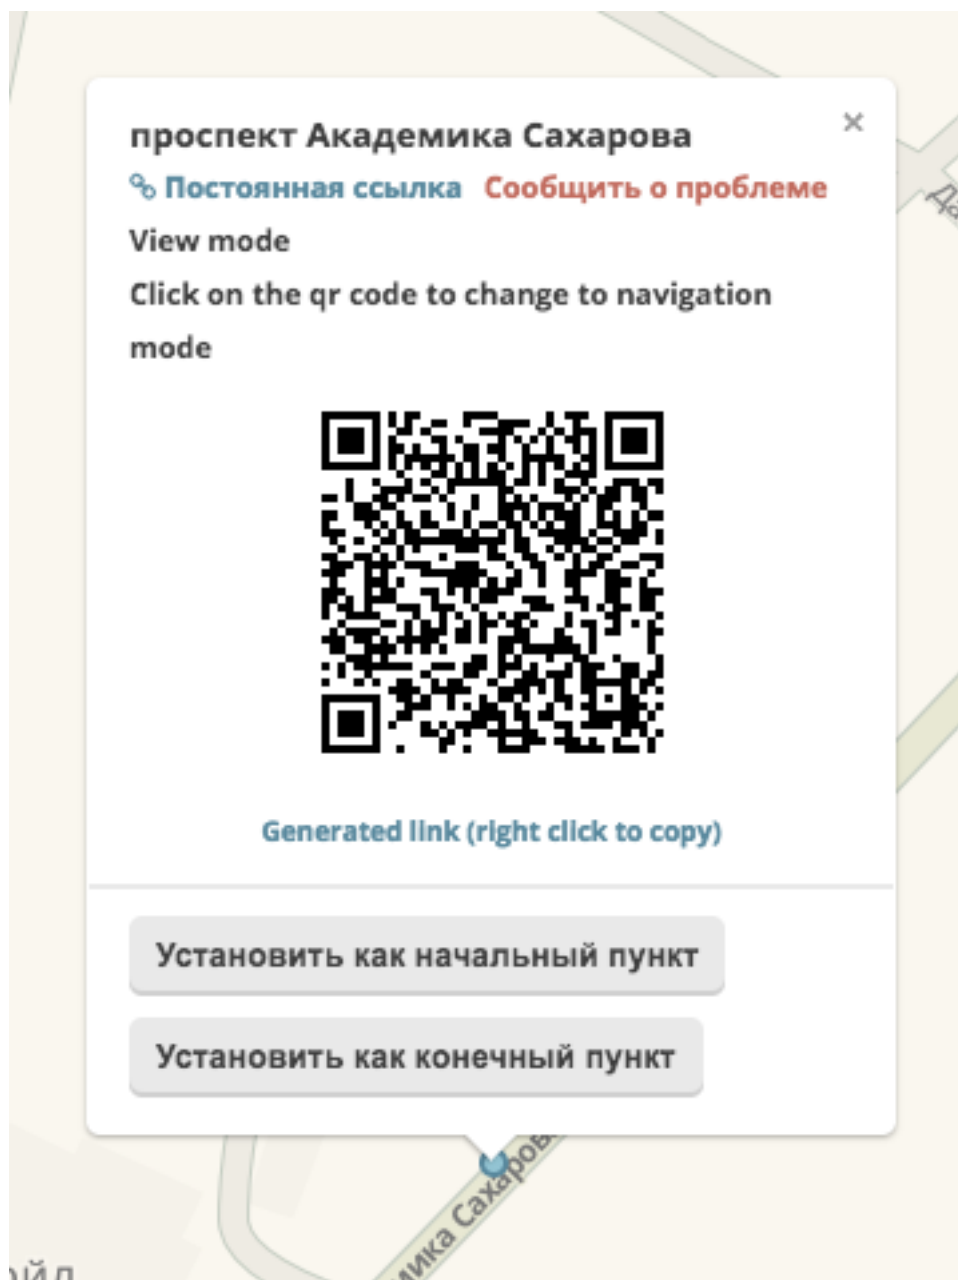 проспект Академика Сахарова
×
Постоянная ссылка Сообщить о проблеме
View mode
Click on the qr code to change to navigation
mode
Generated link (right click to copy)
Установить как начальный пункт
Установить как конечный пункт
Сахаров